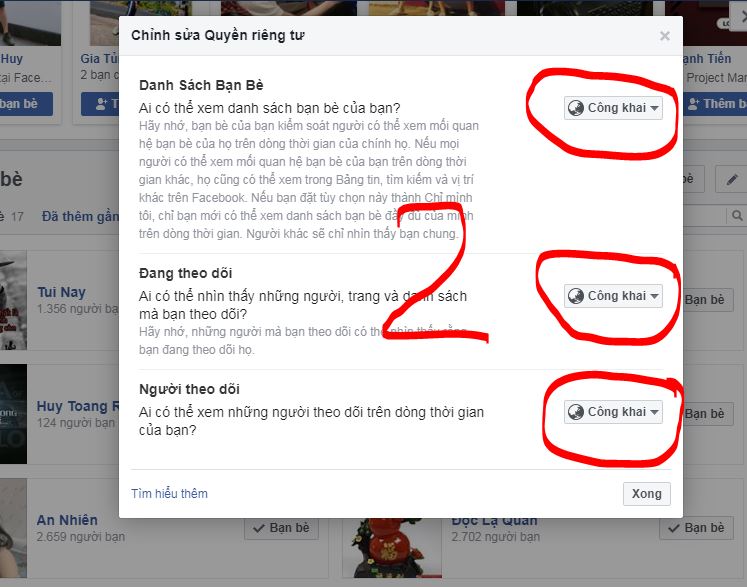 Huy
Gia Tủ
ạnh Tiến
tại Face...
2 bạn c
Project Mar
bạn bè
Thêm b
Chỉnh sửa Quyền riêng tư
Danh Sách Bạn Bè
Ai có thể xem danh sách bạn bè của bạn?
Công khai
Hãy nhớ, bạn bè của bạn kiểm soát người có thể xem mối quan
hệ bạn bè của họ trên dòng thời gian của chính họ. Nếu mọi
người có thể xem mối quan hệ bạn bè của bạn trên dòng thời
gian khác, họ cũng có thể xem trong Bảng tin, tìm kiếm và vị trí
khác trên Facebook. Nếu bạn đặt tùy chọn này thành Chỉ mình
tôi, chỉ bạn mới có thể xem danh sách bạn bè đầy đủ của mình
trên dòng thời gian. Người khác sẽ chỉ nhìn thấy bạn chung.
bè
bè
è 17
Đã thêm gần
2
Đang theo dõi
Ai có thể nhìn thấy những người, trang và danh sách
mà bạn theo dõi?
Công khai
Hãy nhớ, những người mà bạn theo dõi có thể nhìn thấy rằng
bạn đang theo dõi họ.
Tui Nay
1.356 người bạ
Bạn bè
Người theo dõi
Ai có thể xem những người theo dõi trên dòng thời gian
của bạn?
Công khai
Huy Toang R
124 người bạn
Bạn bè
Tìm hiểu thêm
Xong
An Nhiên
2.659 người bạn
Bạn bè
Độc Lạ Quán
2.702 người bạn
Bạn bè